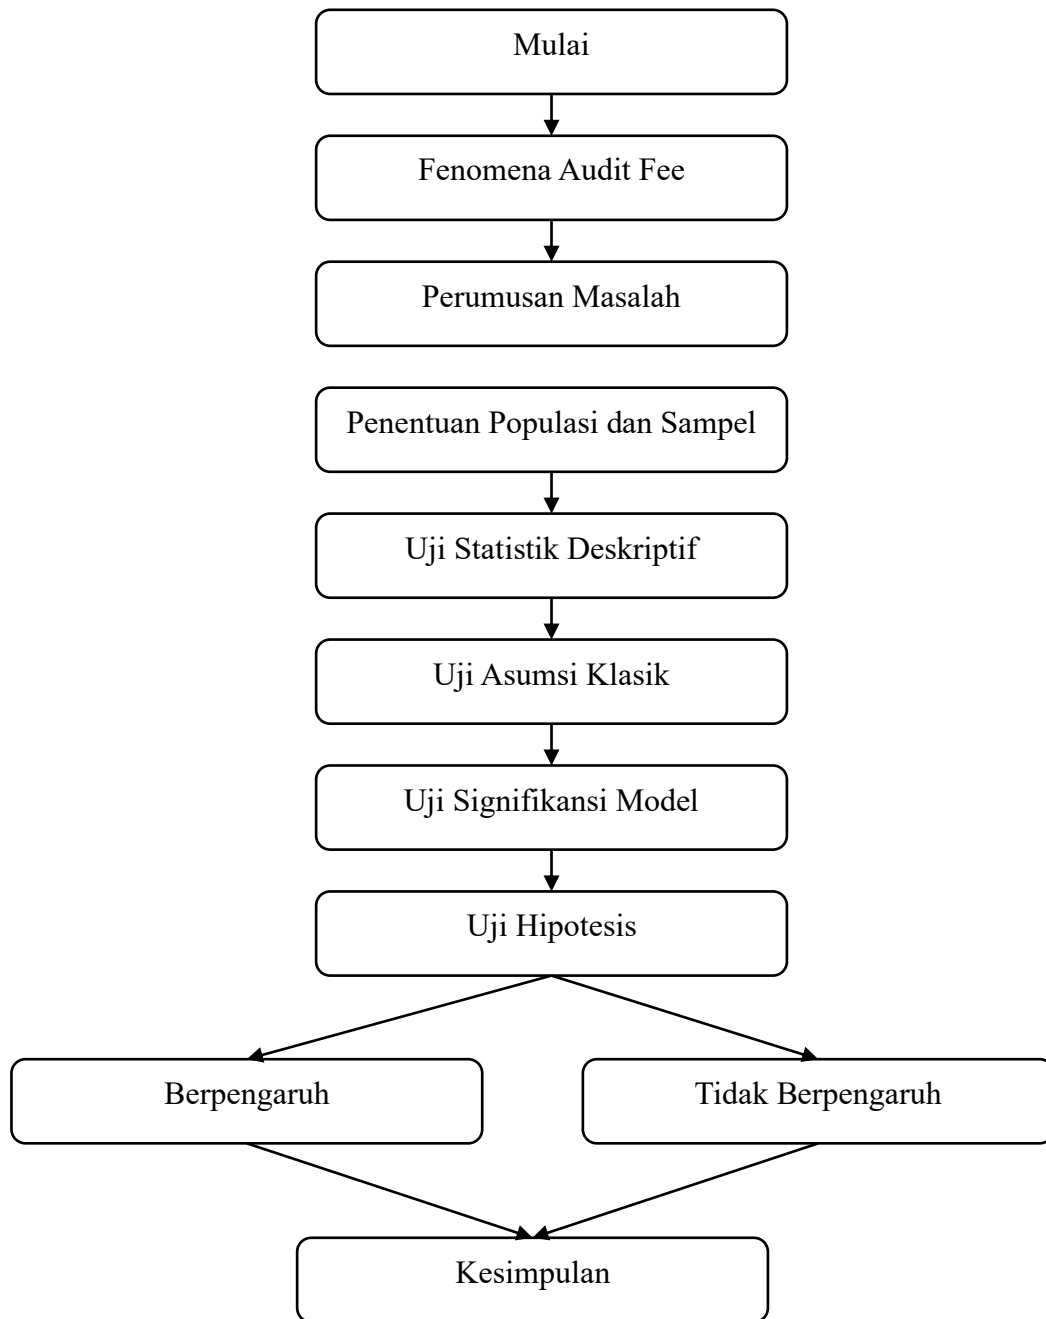 Mulai
Fenomena Audit Fee
Perumusan Masalah
Penentuan Populasi dan Sampel
Uji Statistik Deskriptif
Uji Asumsi Klasik
Uji Signifikansi Model
Uji Hipotesis
Berpengaruh
Tidak Berpengaruh
Kesimpulan